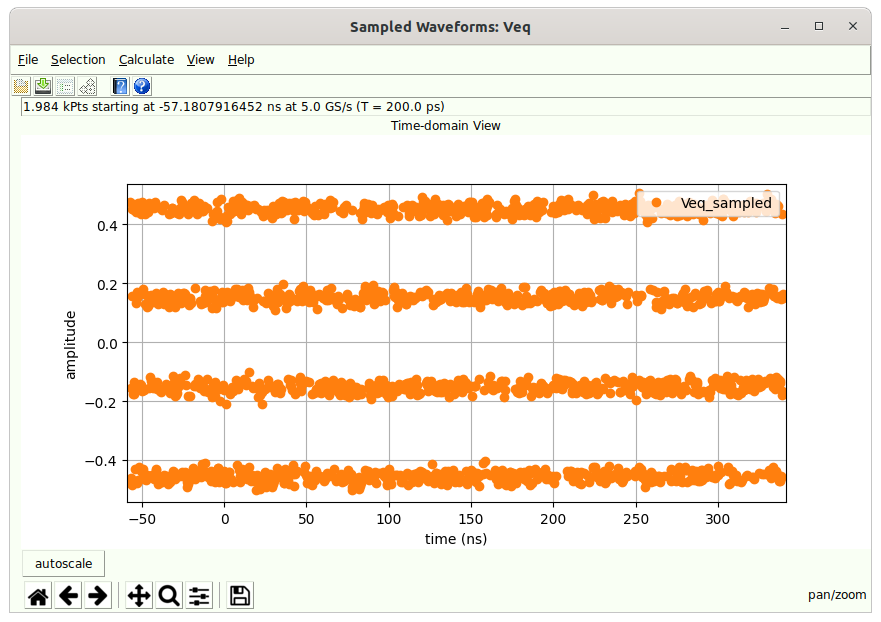 Sampled Waveforms: Veq
File Selection Calculate View Help
1.984 kPts starting at -57.1807916452 ns at 5.0 GS/s (T = 200.0 ps)
Time-domain View
Veq_sampled
0.4
0.2
0.0
−0.2
−0.4
amplitude
−50 0 50 100 150 200 250 300
time (ns)
autoscale
pan/zoom